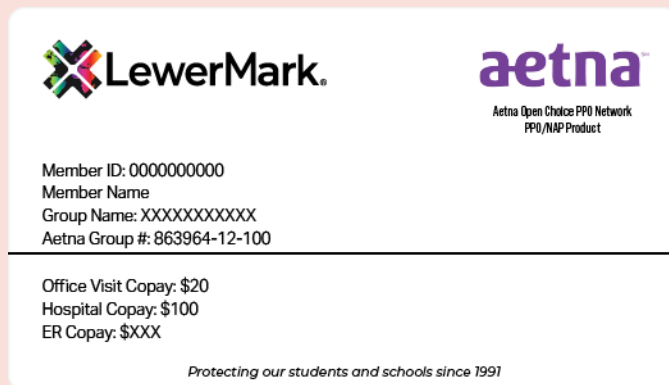 LewerMark®
aetna℠
Aetna Open Choice PPO Network
PPO/NAP Product
Member ID: 0000000000
Member Name
Group Name: XXXXXXXXXXX
Aetna Group #: 863964-12-100
Office Visit Copay: $20
Hospital Copay: $100
ER Copay: $XXX
Protecting our students and schools since 1991